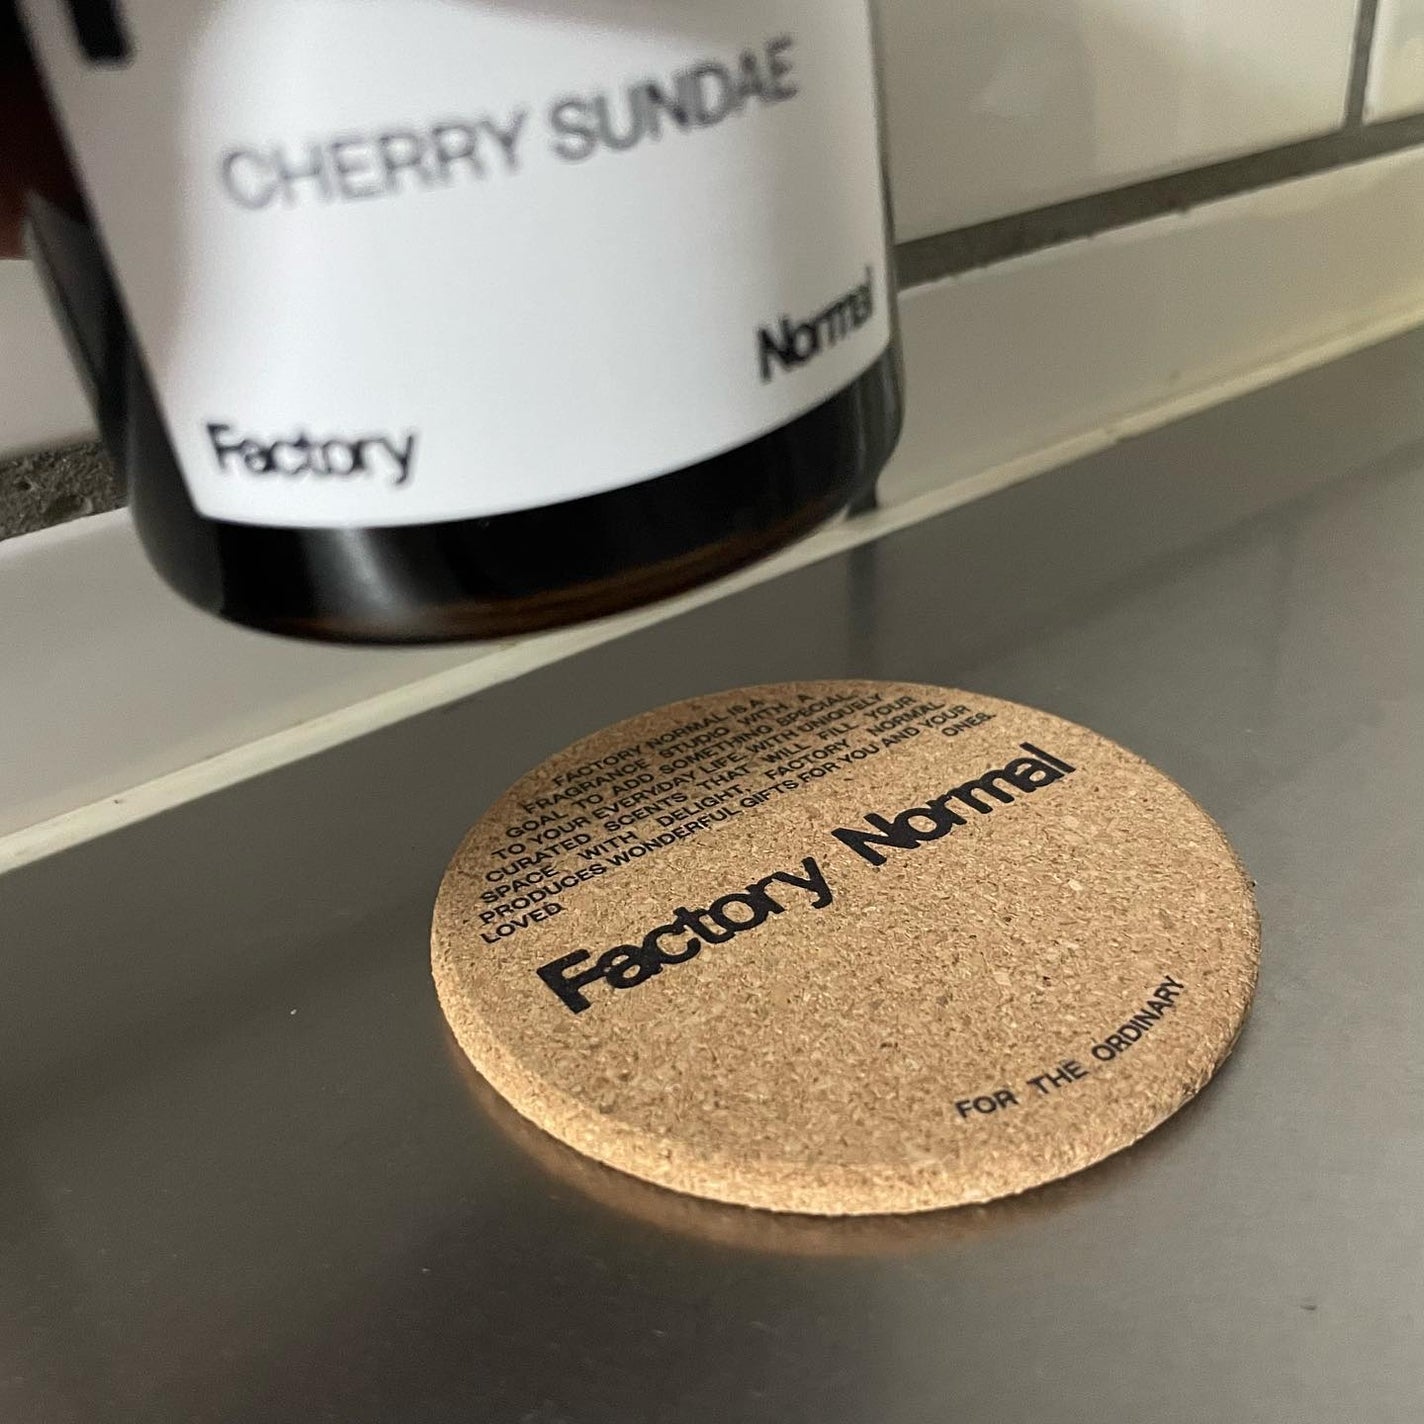 CHERRY SUNDAE
Factory
Normal
FACTORY NORMAL IS A
FRAGRANCE STUDIO WITH A
GOAL TO ADD SOMETHING SPECIAL
TO YOUR EVERYDAY LIFE, WITH UNIQUELY
CURATED SCENTS THAT WILL FILL YOUR
SPACE WITH DELIGHT, FACTORY NORMAL
PRODUCES WONDERFUL GIFTS FOR YOU AND YOUR
LOVED ONES.
Factory Normal
FOR THE ORDINARY